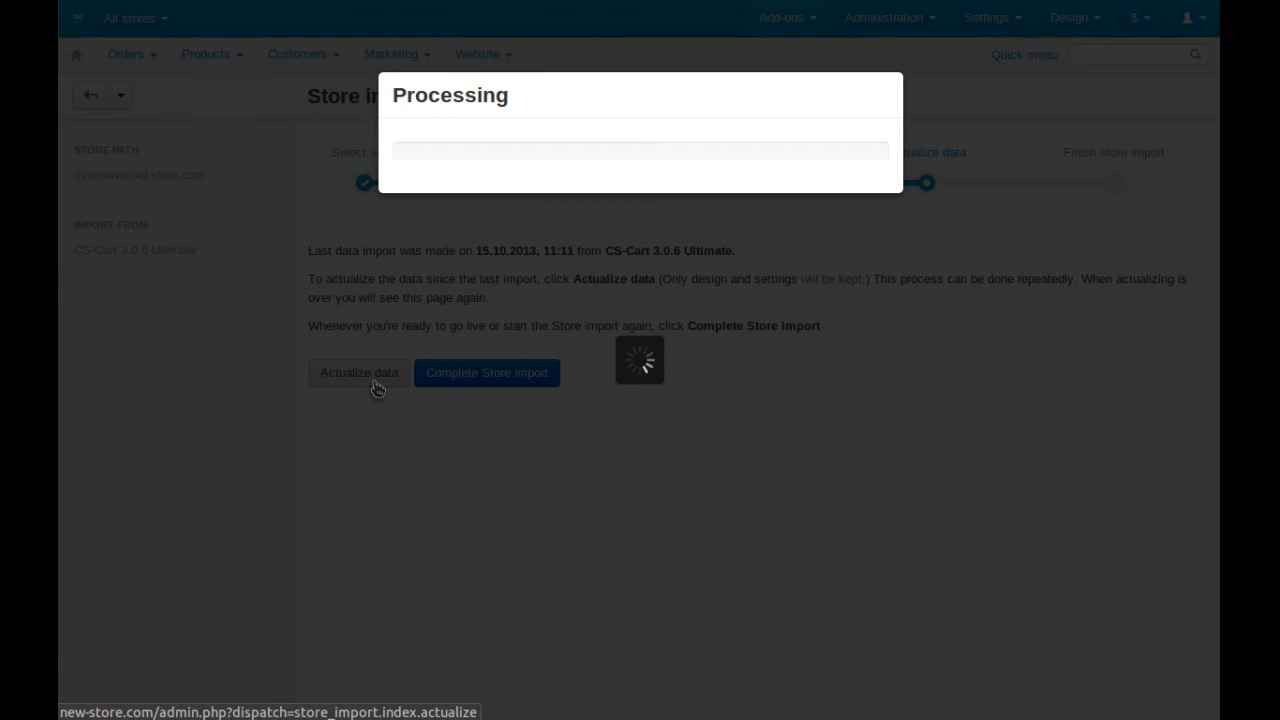 All stores
Add-ons
Administration
Settings
Design
$
Orders
Products
Customers
Marketing
Website
Quick menu
Processing
Store i
STORE PATH
//var/www/old-store.com
IMPORT FROM
CS-Cart 3.0.6 Ultimate
Select s
ualize data
Finish store import
Last data import was made on 15.10.2013, 11:11 from CS-Cart 3.0.6 Ultimate.
To actualize the data since the last import, click Actualize data (Only design and settings will be kept.) This process can be done repeatedly. When actualizing is
over you will see this page again.
Whenever you're ready to go live or start the Store import again, click Complete Store import
Actualize data
Complete Store import
new-store.com/admin.php?dispatch=store_import.index.actualize